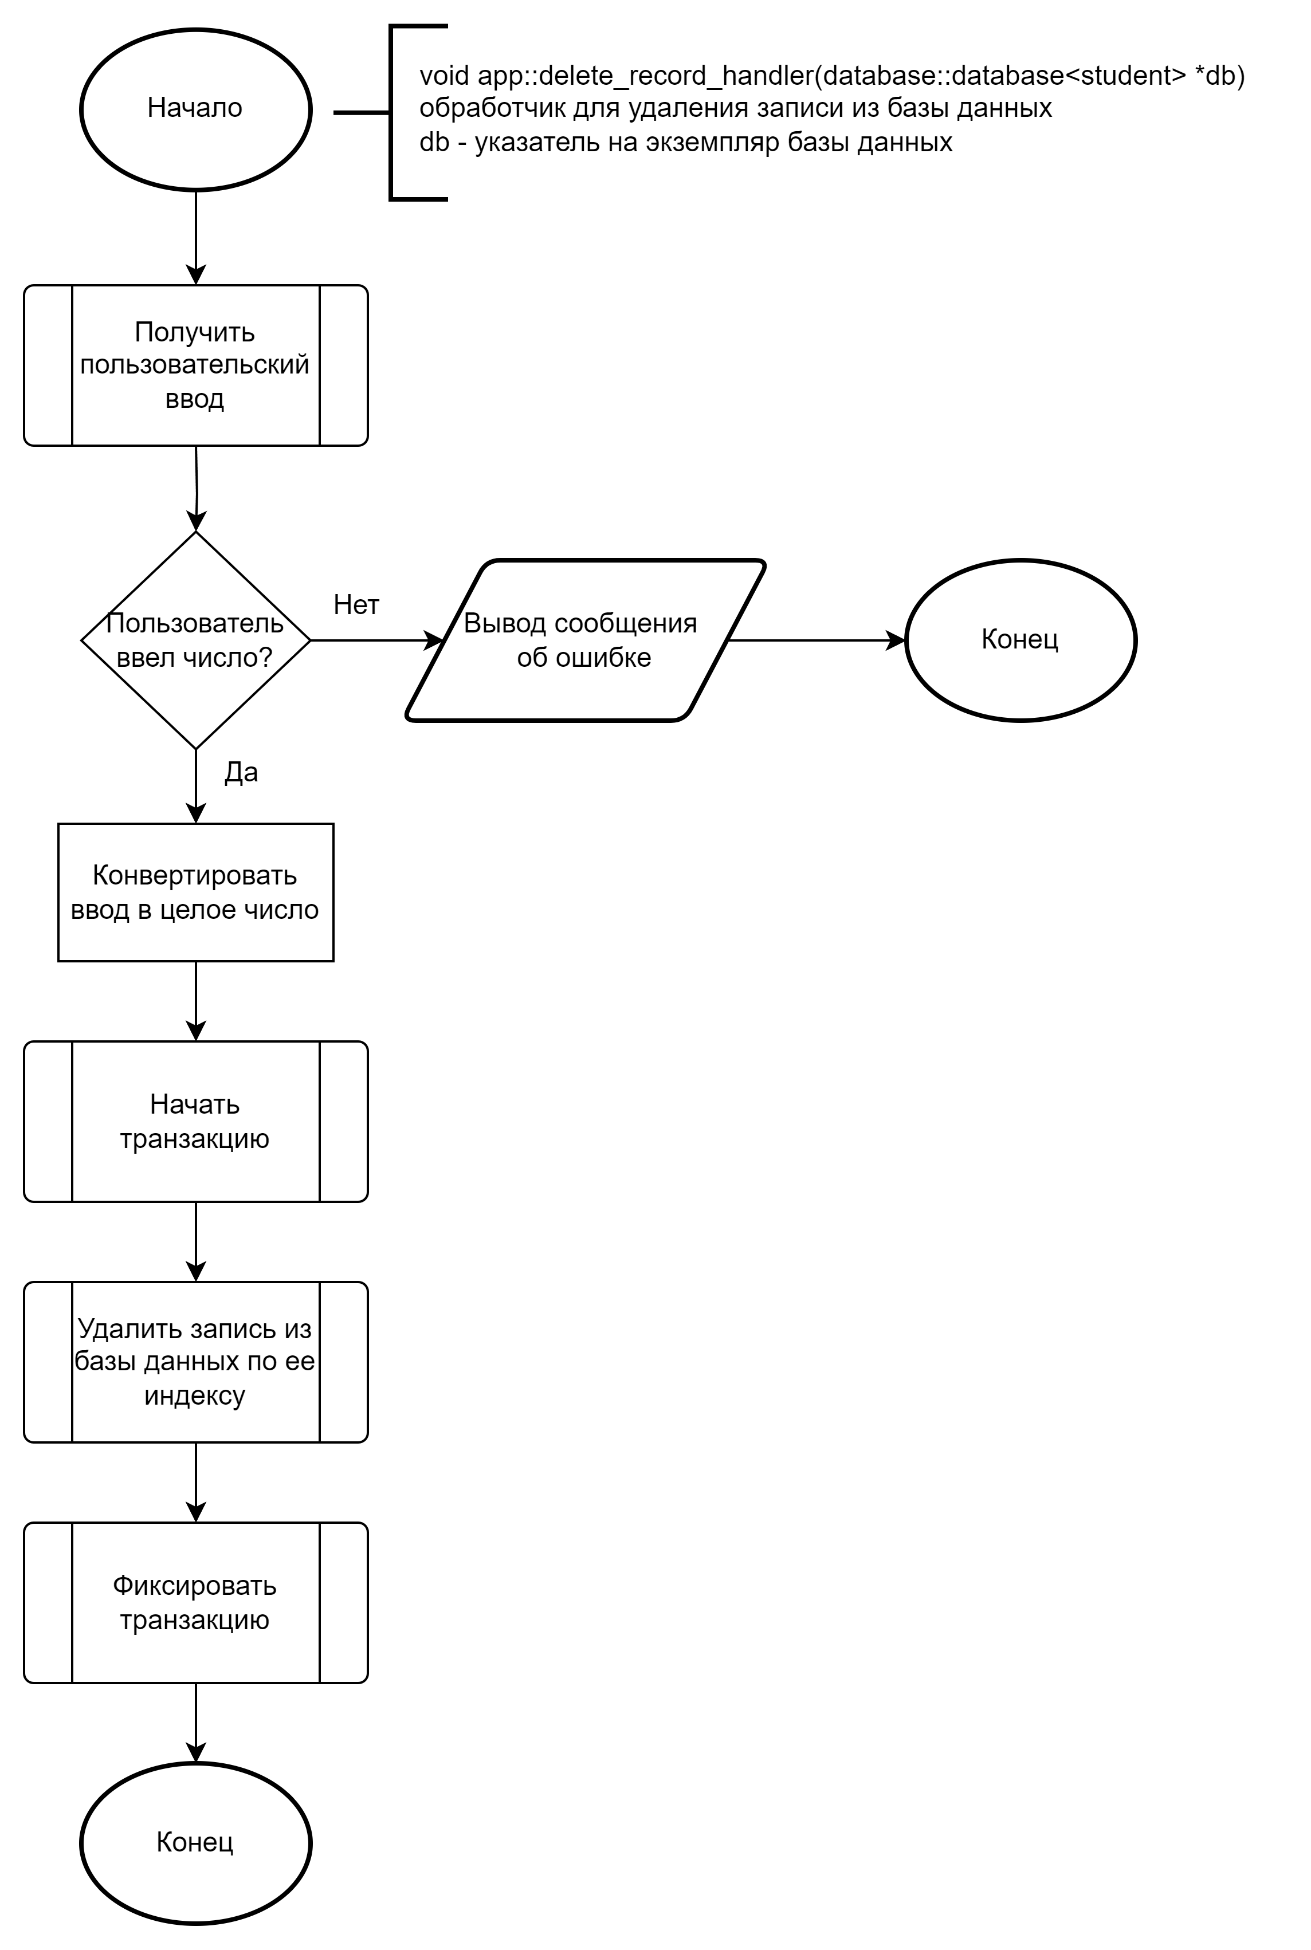 Начало
void app::delete_record_handler(database::database<student> *db)
обработчик для удаления записи из базы данных
db - указатель на экземпляр базы данных
Получить
пользовательский
ввод
Пользователь
ввел число?
Нет
Вывод сообщения
об ошибке
Конец
Да
Конвертировать
ввод в целое число
Начать
транзакцию
Удалить запись из
базы данных по ее
индексу
Фиксировать
транзакцию
Конец